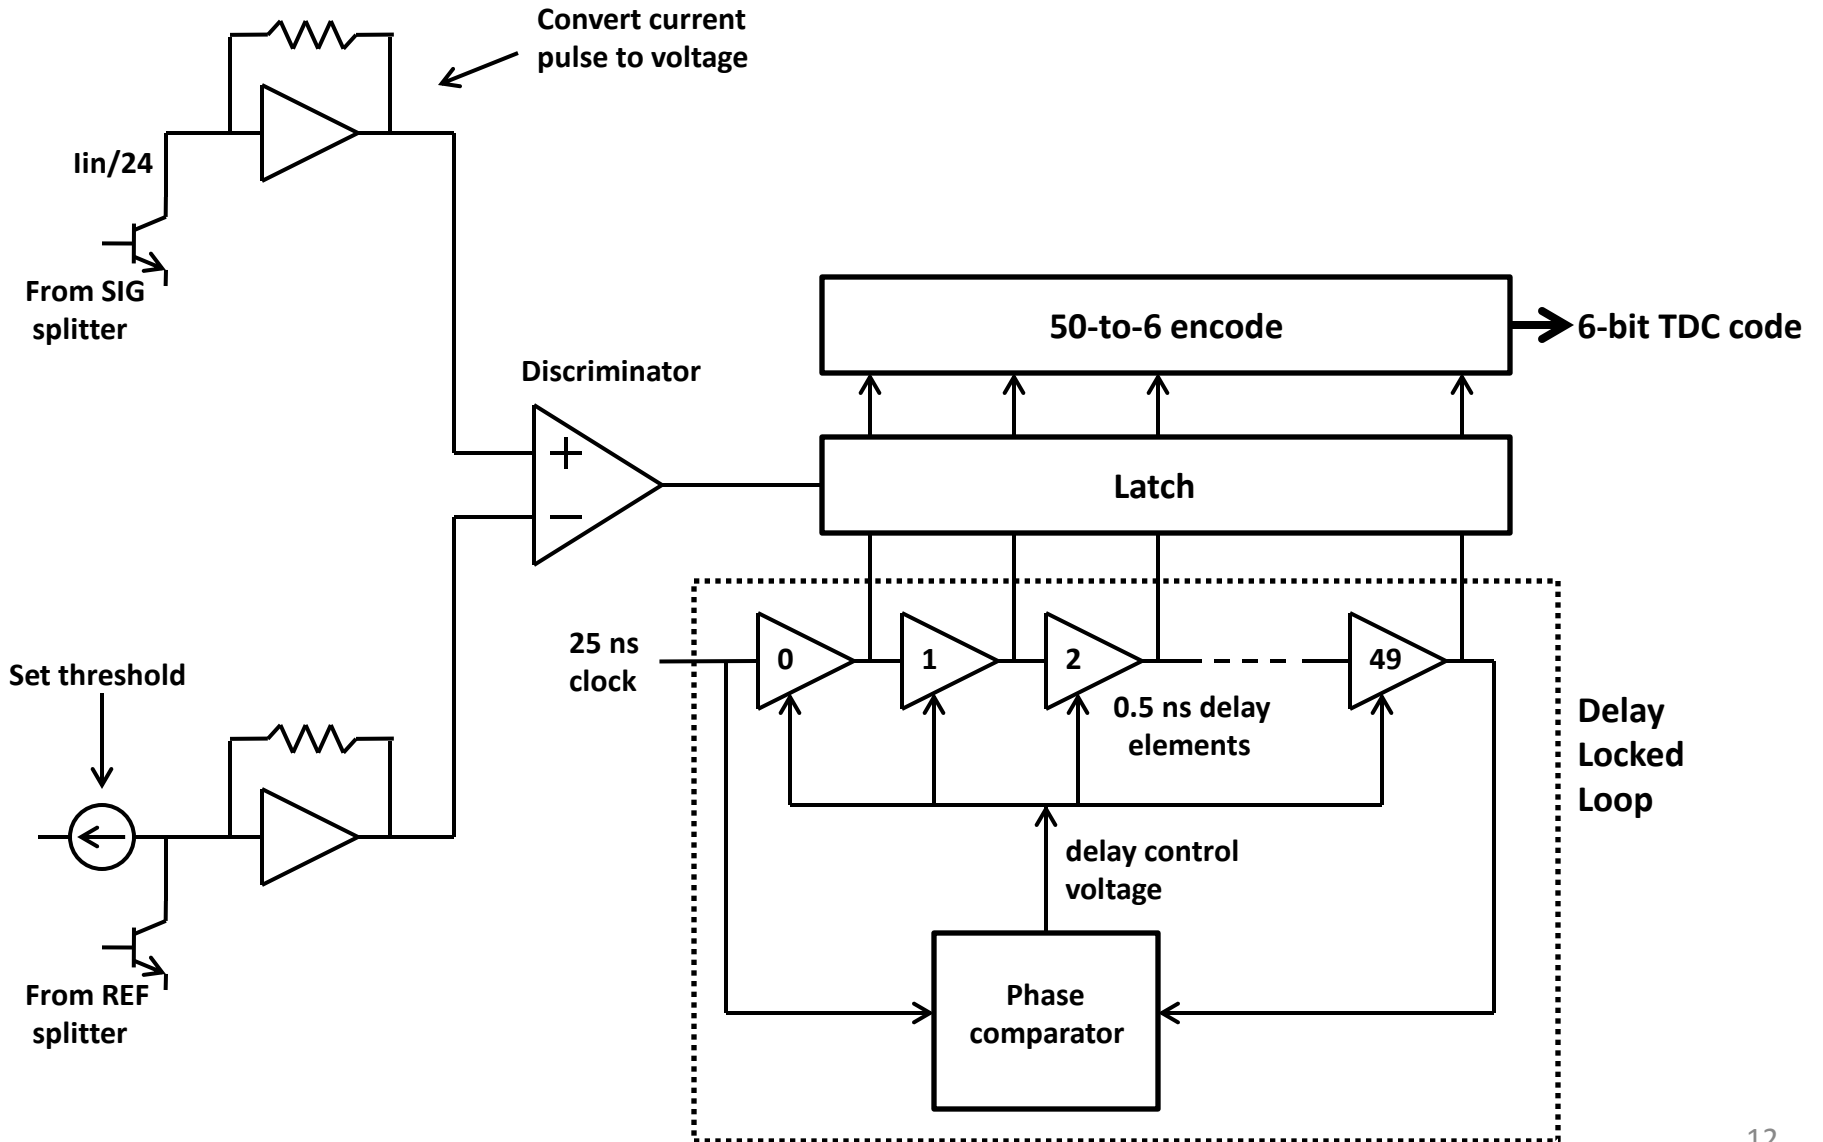 Convert current
pulse to voltage
Iin/24
From SIG
splitter
50-to-6 encode
6-bit TDC code
Discriminator
+
Latch
−
25 ns
clock
0
1
2
49
Set threshold
0.5 ns delay
elements
Delay
Locked
Loop
delay control
voltage
From REF
splitter
Phase
comparator
12